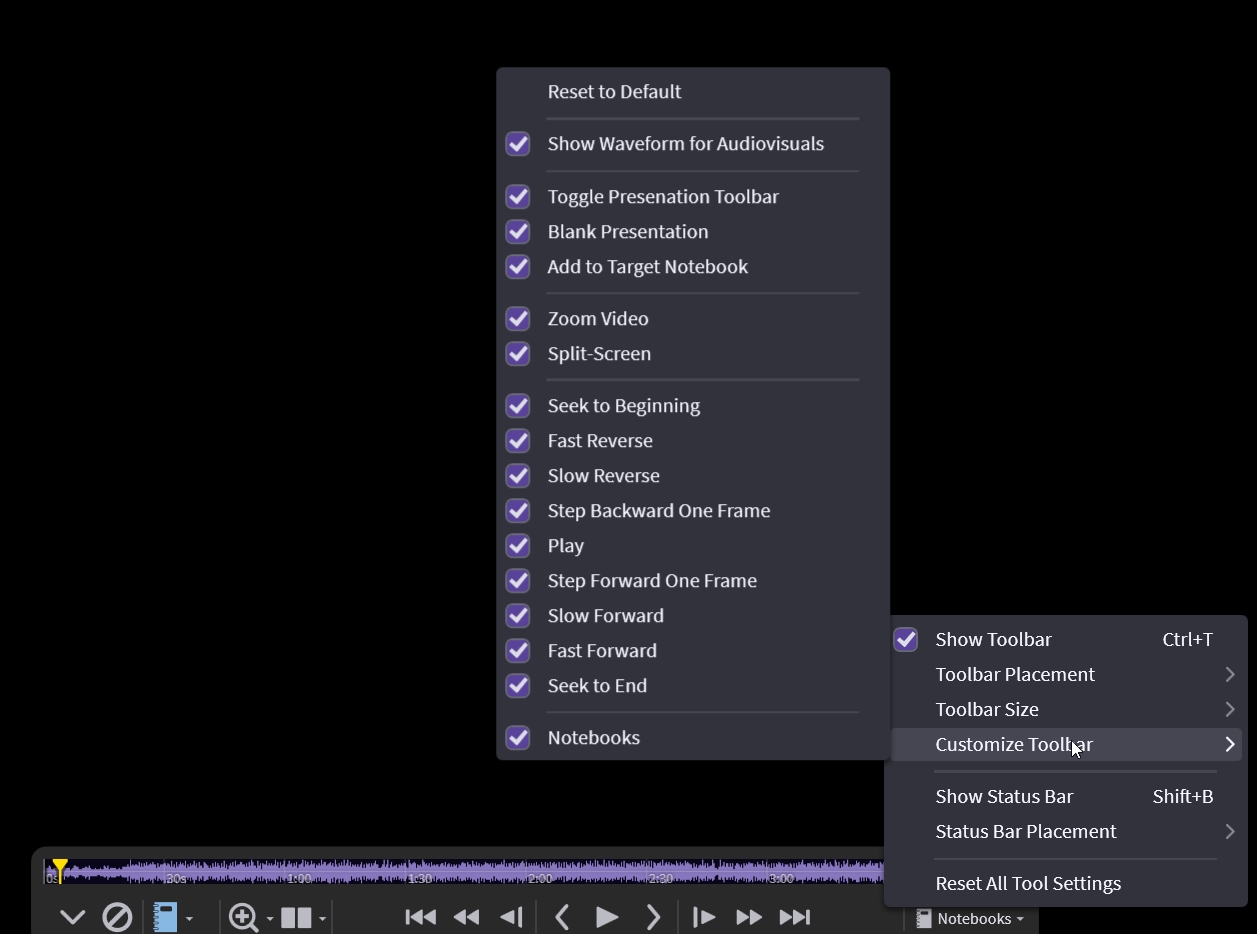 Reset to Default
Show Waveform for Audiovisuals
Toggle Presenation Toolbar
Blank Presentation
Add to Target Notebook
Zoom Video
Split-Screen
Seek to Beginning
Fast Reverse
Slow Reverse
Step Backward One Frame
Play
Step Forward One Frame
Slow Forward
Fast Forward
Seek to End
Notebooks
Show Toolbar Ctrl+T
Toolbar Placement
Toolbar Size
Customize Toolbar
Show Status Bar Shift+B
Status Bar Placement
Reset All Tool Settings
0s 30s 1:00 1:30 2:00 2:30 3:00
Notebooks